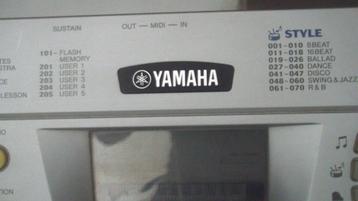 SUSTAIN
OUT — MIDI — IN
STYLE
101– FLASH
MEMORY
201 USER 1
202 USER 2
203 USER 3
204 USER 4
205 USER 5
LESSON
YAMAHA
001-010 8BEAT
011-018 16BEAT
019-026 BALLAD
027-040 DANCE
041-047 DISCO
048-060 SWING & JAZZ
061-070 R & B